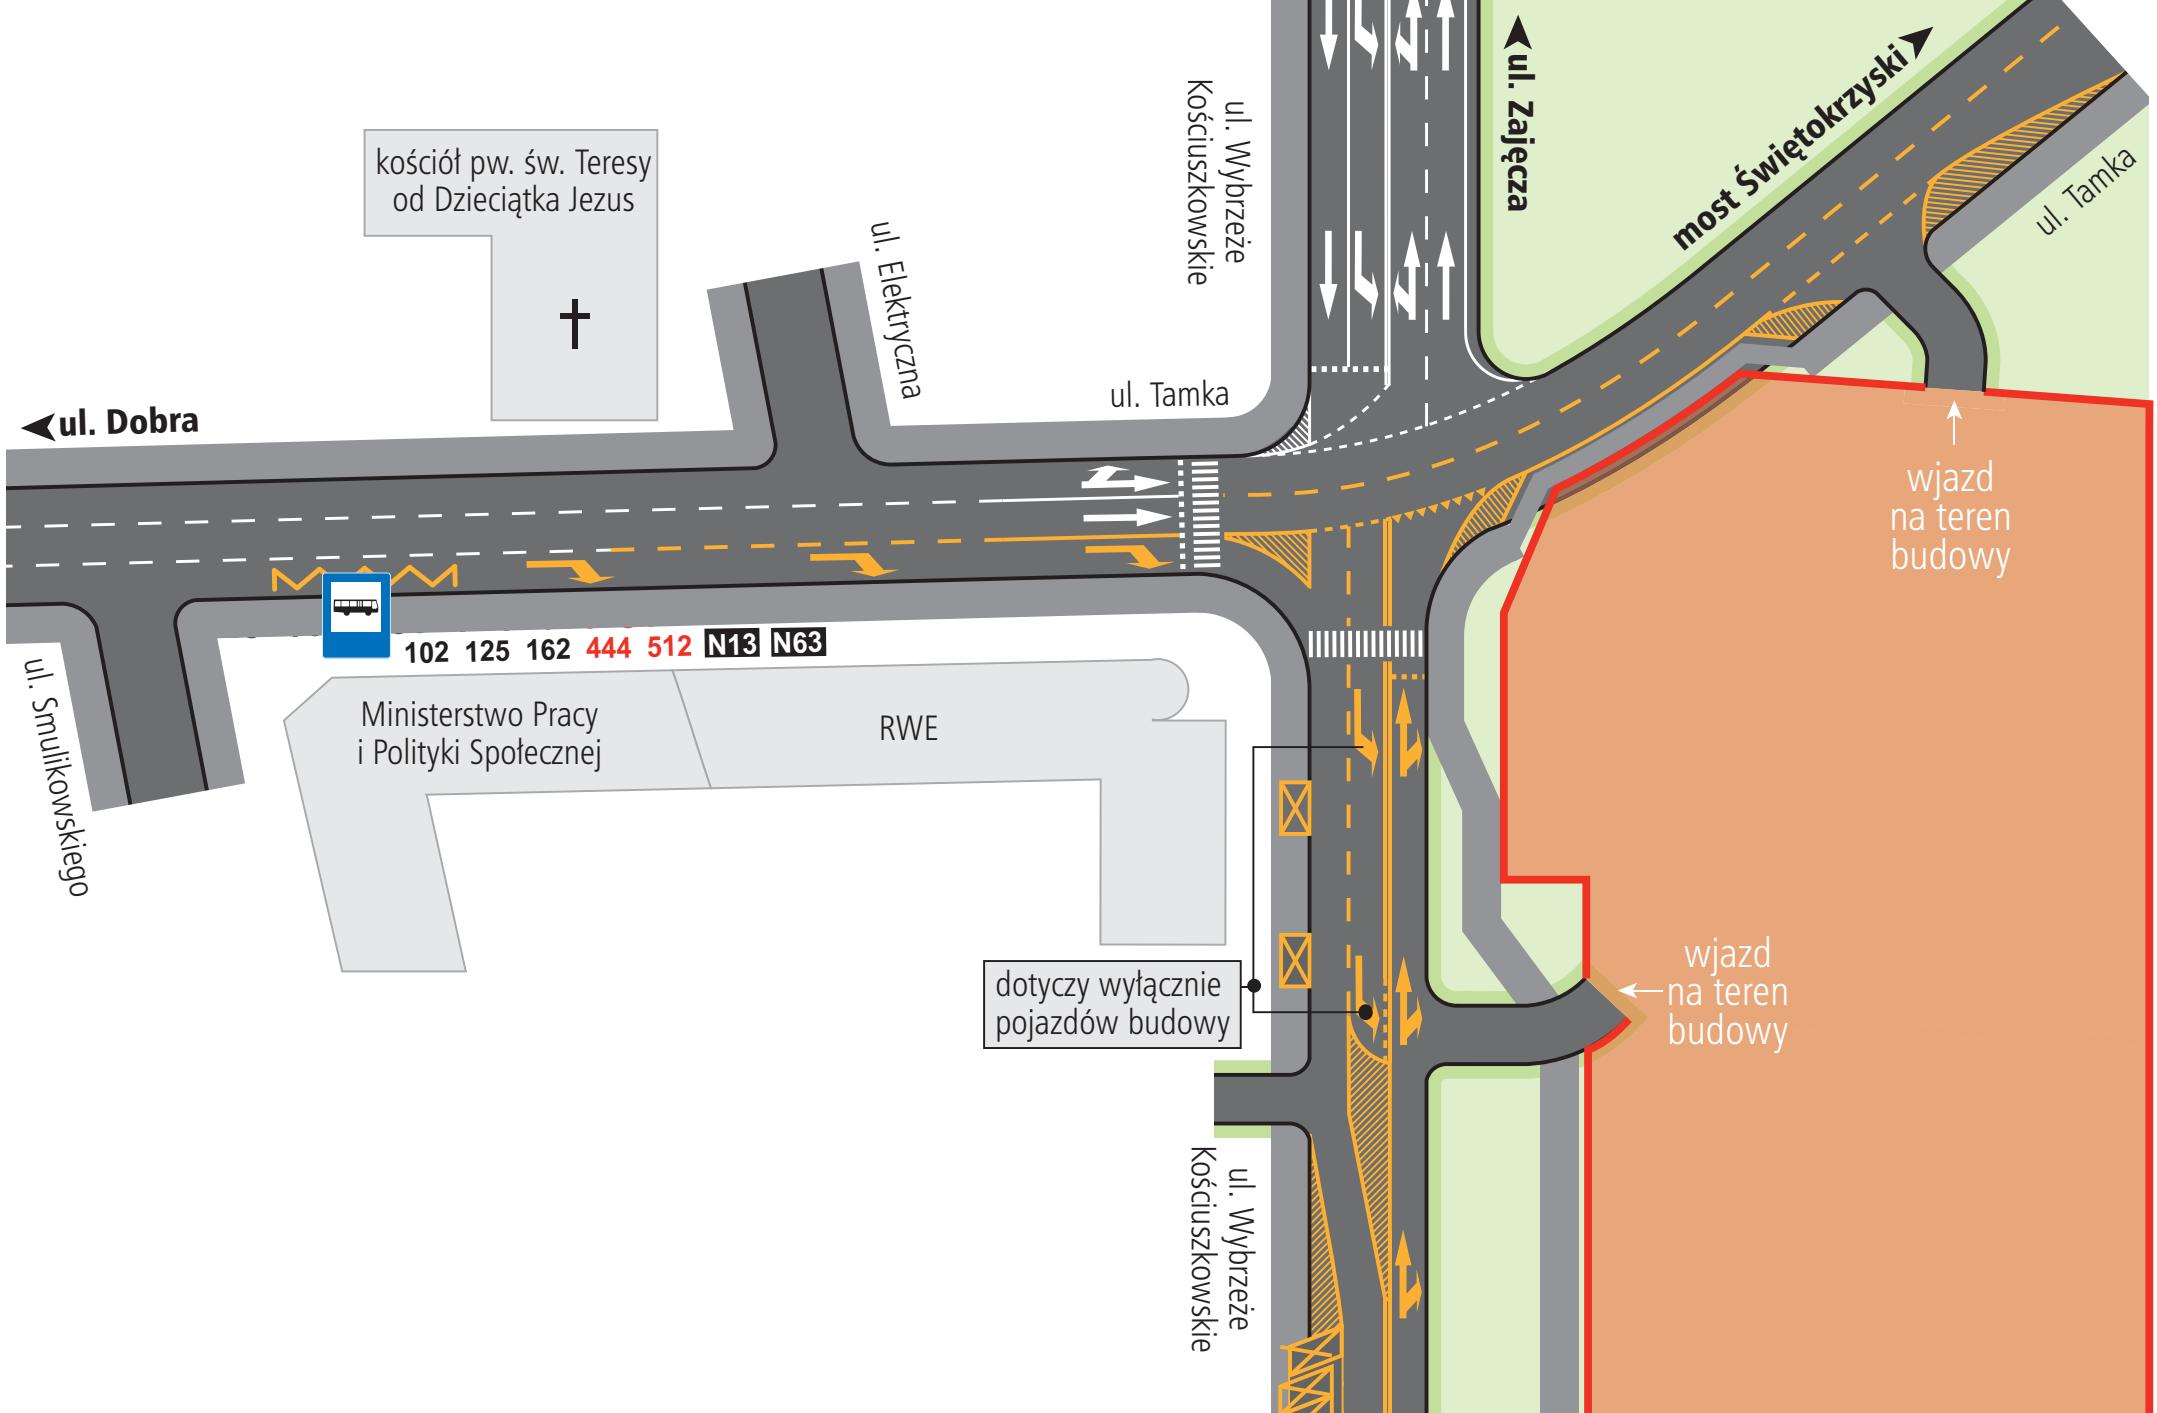 ul. Wybrzeże
Kościuszkowskie
ul. Zajęcza
most Świętokrzyski
ul. Tamka
kościół pw. św. Teresy
od Dzieciątka Jezus
ul. Elektryczna
ul. Tamka
ul. Dobra
wjazd
na teren
budowy
102 125 162 444 512 N13 N63
ul. Smulikowskiego
Ministerstwo Pracy
i Polityki Społecznej
RWE
dotyczy wyłącznie
pojazdów budowy
wjazd
na teren
budowy
ul. Wybrzeże
Kościuszkowskie